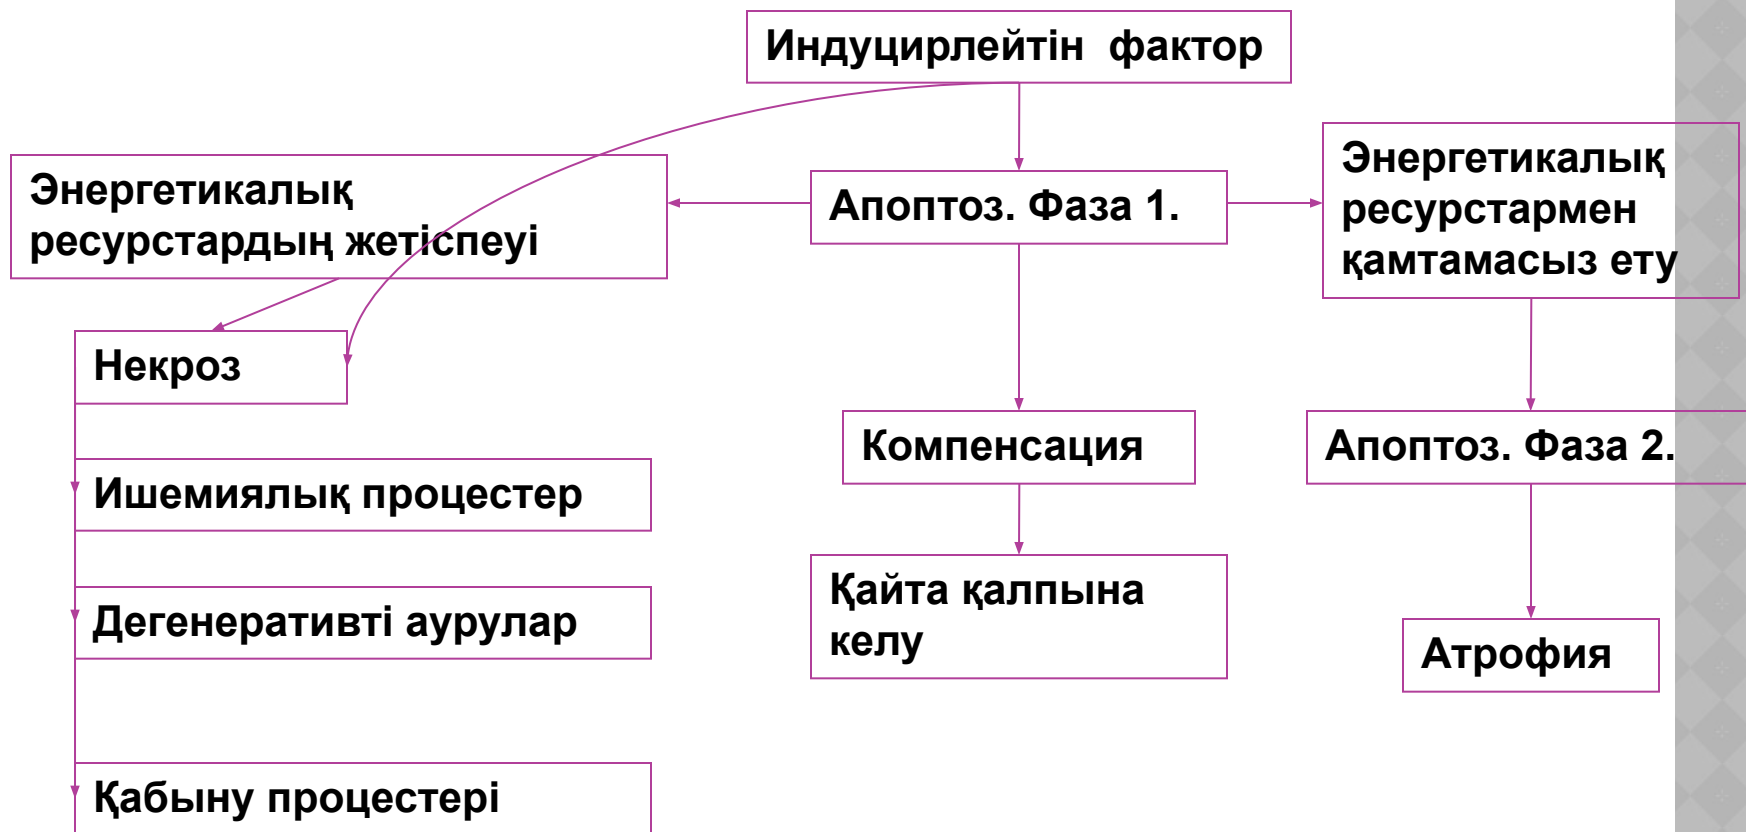 Индуцирлейтін фактор
Энергетикалық
ресурстардың жетіспеуі
Апоптоз. Фаза 1.
Энергетикалық
ресурстармен
қамтамасыз ету
Некроз
Компенсация
Апоптоз. Фаза 2.
Ишемиялық процестер
Қайта қалпына
келу
Дегенеративті аурулар
Атрофия
Қабыну процестері